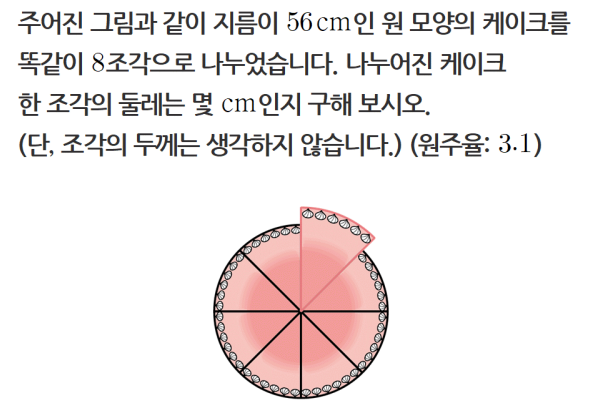 주어진 그림과 같이 지름이 56cm인 원 모양의 케이크를
똑같이 8조각으로 나누었습니다. 나누어진 케이크
한 조각의 둘레는 몇 cm인지 구해 보시오.
(단, 조각의 두께는 생각하지 않습니다.) (원주율: 3.1)